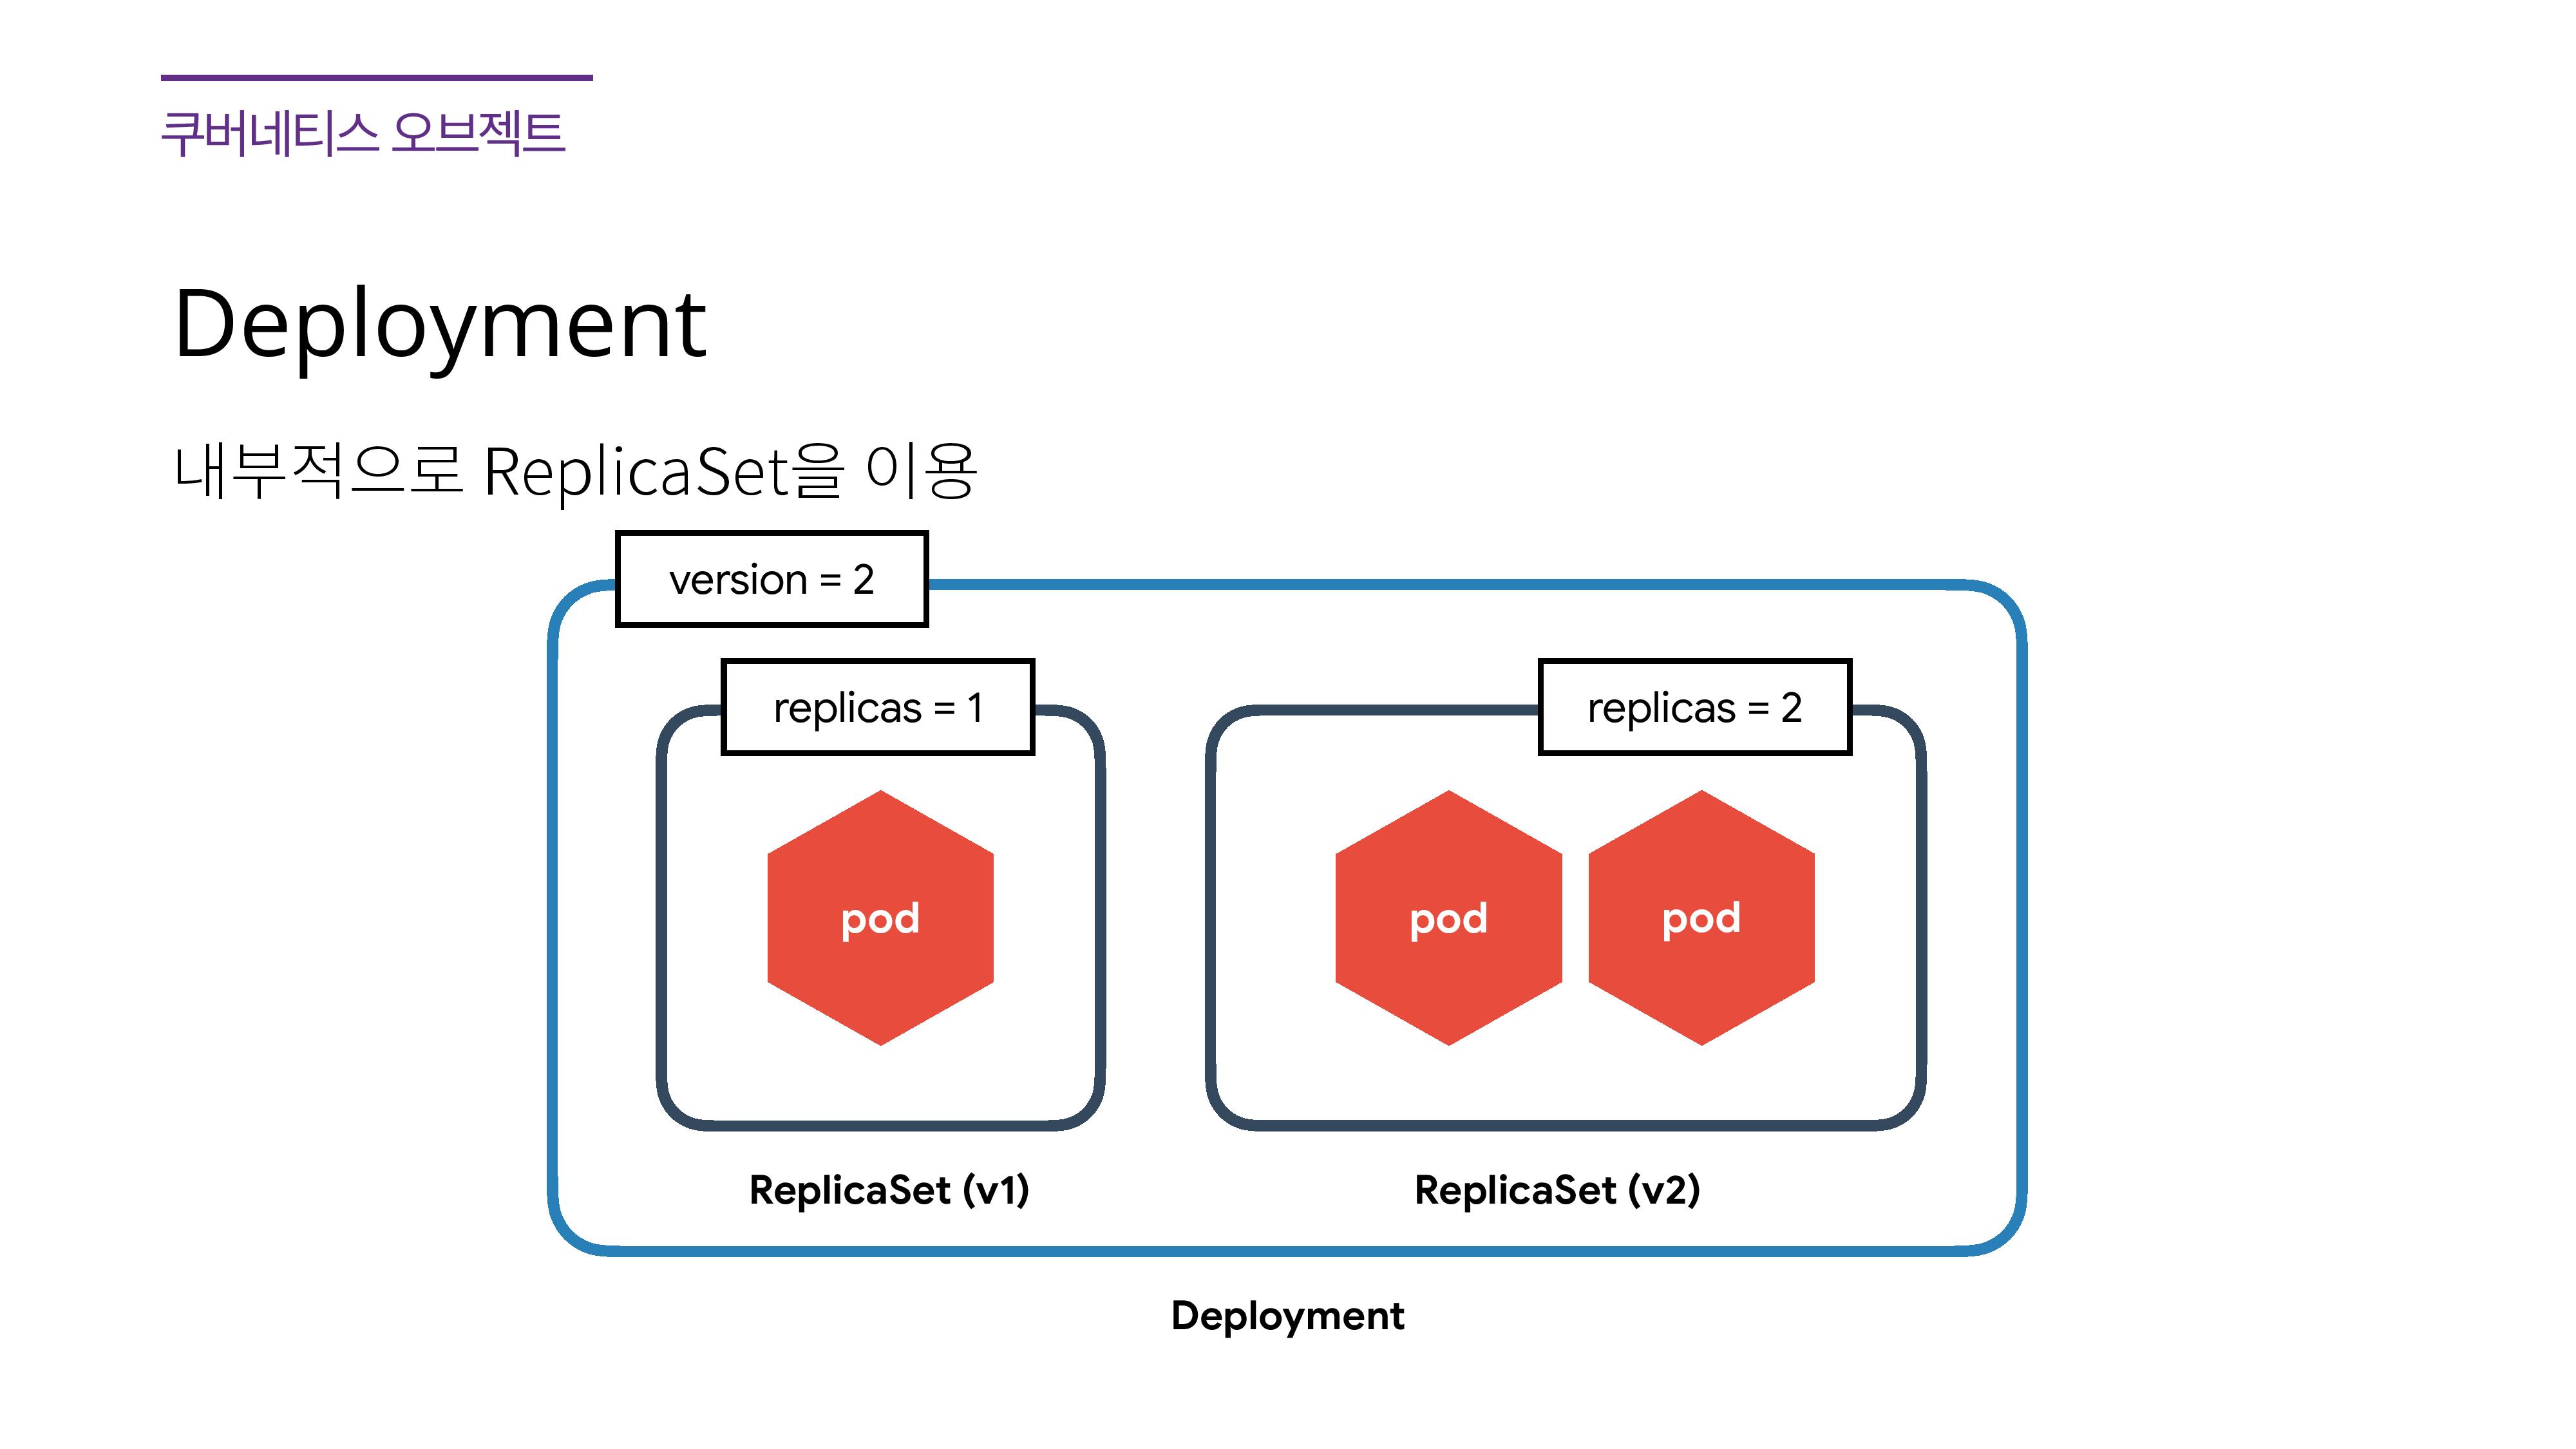 쿠버네티스 오브젝트
Deployment
내부적으로 ReplicaSet을 이용
version = 2
replicas = 1
replicas = 2
pod
pod
pod
ReplicaSet (v1)
ReplicaSet (v2)
Deployment